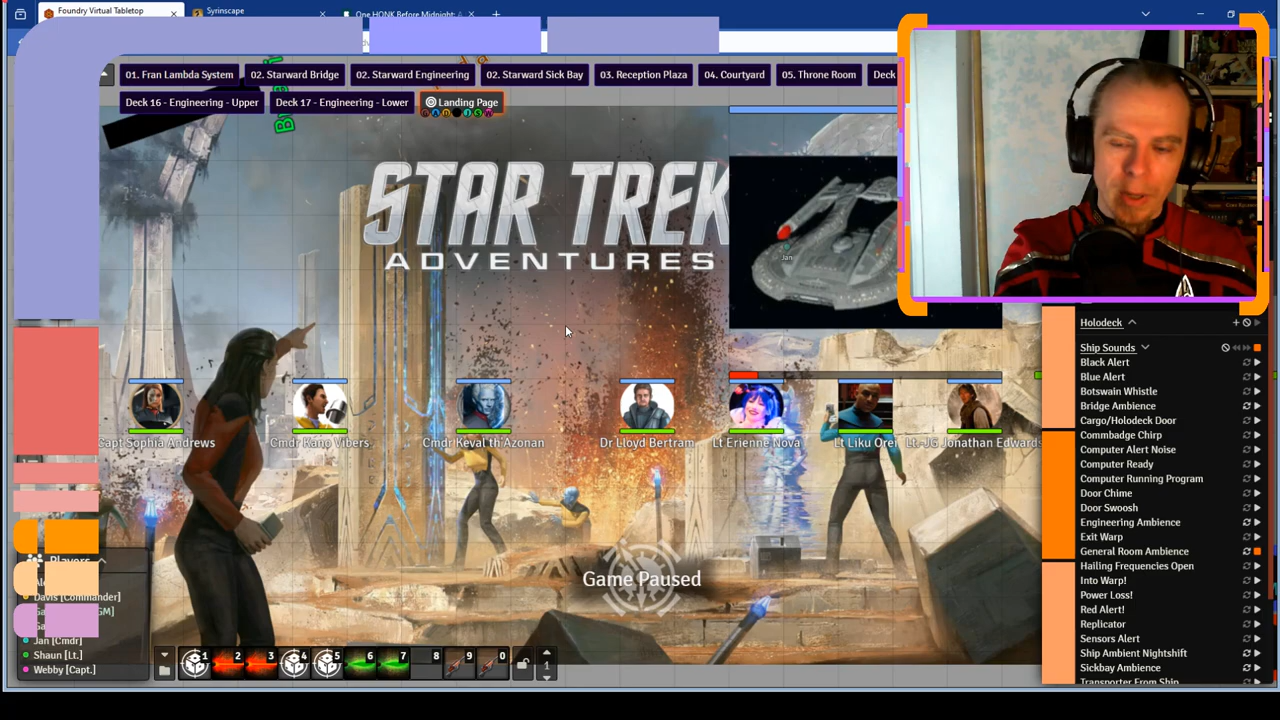 Foundry Virtual Tabletop
Syrinscape
One HONK Before Midnight: A
01. Fran Lambda System
02. Starward Bridge
02. Starward Engineering
02. Starward Sick Bay
03. Reception Plaza
04. Courtyard
05. Throne Room
Deck
Deck 16 - Engineering - Upper
Deck 17 - Engineering - Lower
Landing Page
STAR TREK
ADVENTURES
Jan
Capt Sophia Andrews
Cmdr Kano Vibers
Cmdr Keval th'Azonan
Dr Lloyd Bertram
Lt Erienne Nova
Lt Liku Oren
Lt.-JG Jonathan Edwards
Game Paused
Players
Davis [Commander]
GM]
Jan [Cmdr]
Shaun [Lt.]
Webby [Capt.]
1 2 3 4 5 6 7 8 9 0
1
Holodeck
Ship Sounds
Black Alert
Blue Alert
Botswain Whistle
Bridge Ambience
Cargo/Holodeck Door
Commbadge Chirp
Computer Alert Noise
Computer Ready
Computer Running Program
Door Chime
Door Swoosh
Engineering Ambience
Exit Warp
General Room Ambience
Hailing Frequencies Open
Into Warp!
Power Loss!
Red Alert!
Replicator
Sensors Alert
Ship Ambient Nightshift
Sickbay Ambience
Transporter From Ship